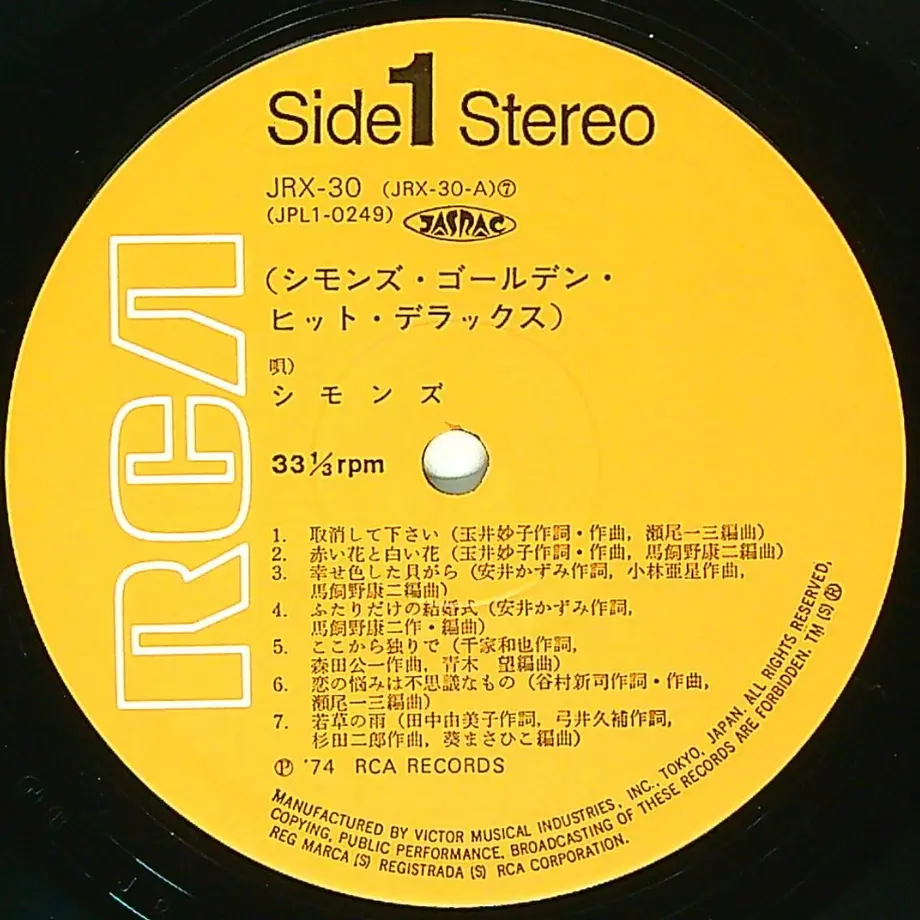 Side 1 Stereo
JRX-30 (JRX-30-A)⑦
(JPL1-0249) JASRAC
(シモンズ・ゴールデン・
ヒット・デラックス)
唄)
シモンズ
RCA
33⅓rpm
1. 取消して下さい (玉井妙子作詞・作曲, 瀬尾一三編曲)
2. 赤い花と白い花 (玉井妙子作詞・作曲, 馬飼野康二編曲)
3. 幸せ色した貝がら (安井かずみ作詞, 小林亜星作曲,
馬飼野康二編曲)
4. ふたりだけの結婚式 (安井かずみ作詞,
馬飼野康二作・編曲)
5. ここから独りで (千家和也作詞,
森田公一作曲, 青木 望編曲)
6. 恋の悩みは不思議なもの (谷村新司作詞・作曲,
瀬尾一三編曲)
7. 若草の雨 (田中由美子作詞, 弓井久補作詞,
杉田二郎作曲, 葵まさひこ編曲)
Ⓟ '74 RCA RECORDS
MANUFACTURED BY VICTOR MUSICAL INDUSTRIES, INC., TOKYO, JAPAN. ALL RIGHTS RESERVED,
COPYING, PUBLIC PERFORMANCE, BROADCASTING OF THESE RECORDS ARE FORBIDDEN. TM (S) ®
REG MARCA (S) REGISTRADA (S) RCA CORPORATION.